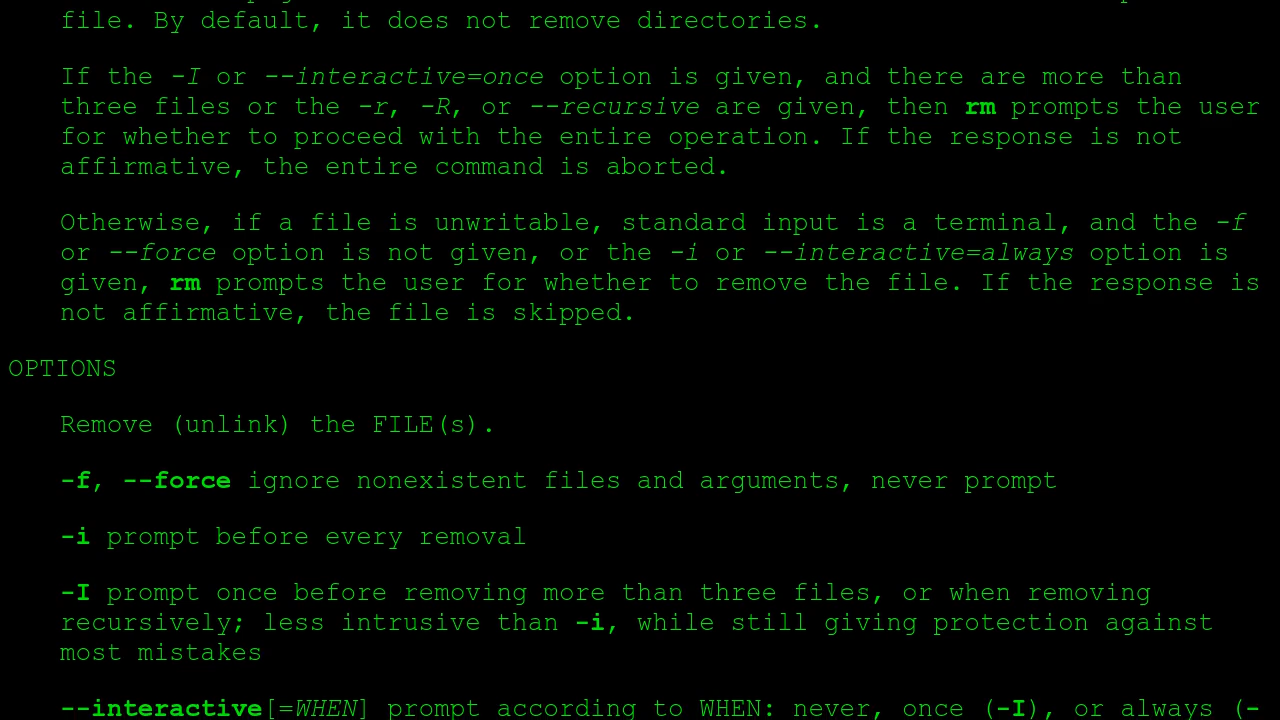 file. By default, it does not remove directories.
If the -I or --interactive=once option is given, and there are more than
three files or the -r, -R, or --recursive are given, then rm prompts the user
for whether to proceed with the entire operation. If the response is not
affirmative, the entire command is aborted.
Otherwise, if a file is unwritable, standard input is a terminal, and the -f
or --force option is not given, or the -i or --interactive=always option is
given, rm prompts the user for whether to remove the file. If the response is
not affirmative, the file is skipped.
OPTIONS
Remove (unlink) the FILE(s).
-f, --force ignore nonexistent files and arguments, never prompt
-i prompt before every removal
-I prompt once before removing more than three files, or when removing
recursively; less intrusive than -i, while still giving protection against
most mistakes
--interactive[=WHEN] prompt according to WHEN: never, once (-I), or always (-